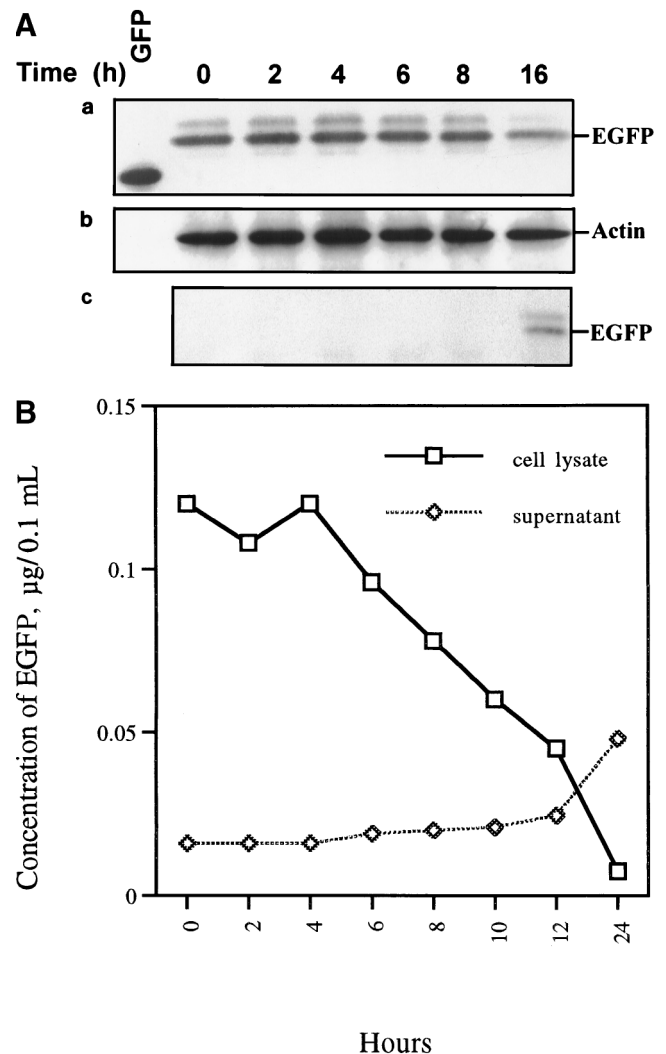 A
GFP
Time (h) 0 2 4 6 8 16
a
EGFP
b
Actin
c
EGFP
B
0.15
0.1
0.05
0
Concentration of EGFP, µg/0.1 mL
cell lysate
supernatant
0 2 4 6 8 10 12 24
Hours